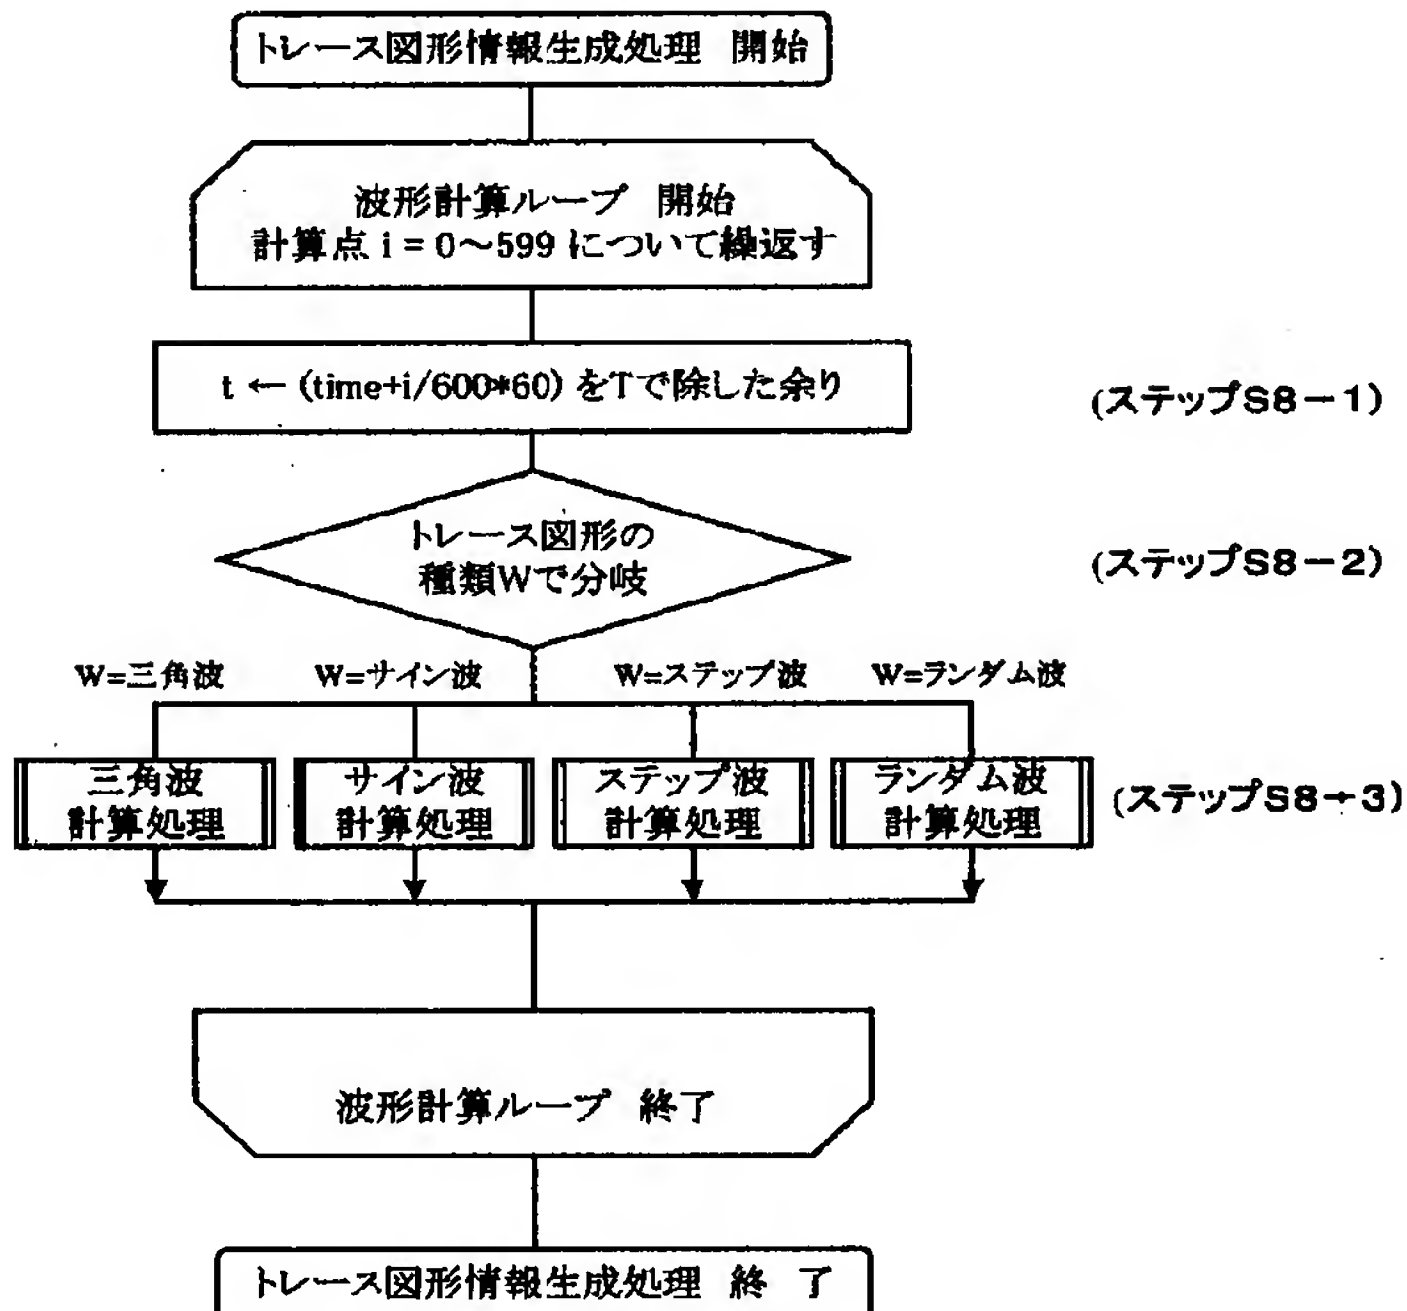 トレース図形情報生成処理 開始
波形計算ループ 開始
計算点 i = 0～599 について繰返す
t ← (time+i/600*60) をTで除した余り
(ステップS8－1)
トレース図形の
種類Wで分岐
(ステップS8－2)
W=三角波
W=サイン波
W=ステップ波
W=ランダム波
三角波
計算処理
サイン波
計算処理
ステップ波
計算処理
ランダム波
計算処理
(ステップS8－3)
波形計算ループ 終了
トレース図形情報生成処理 終 了